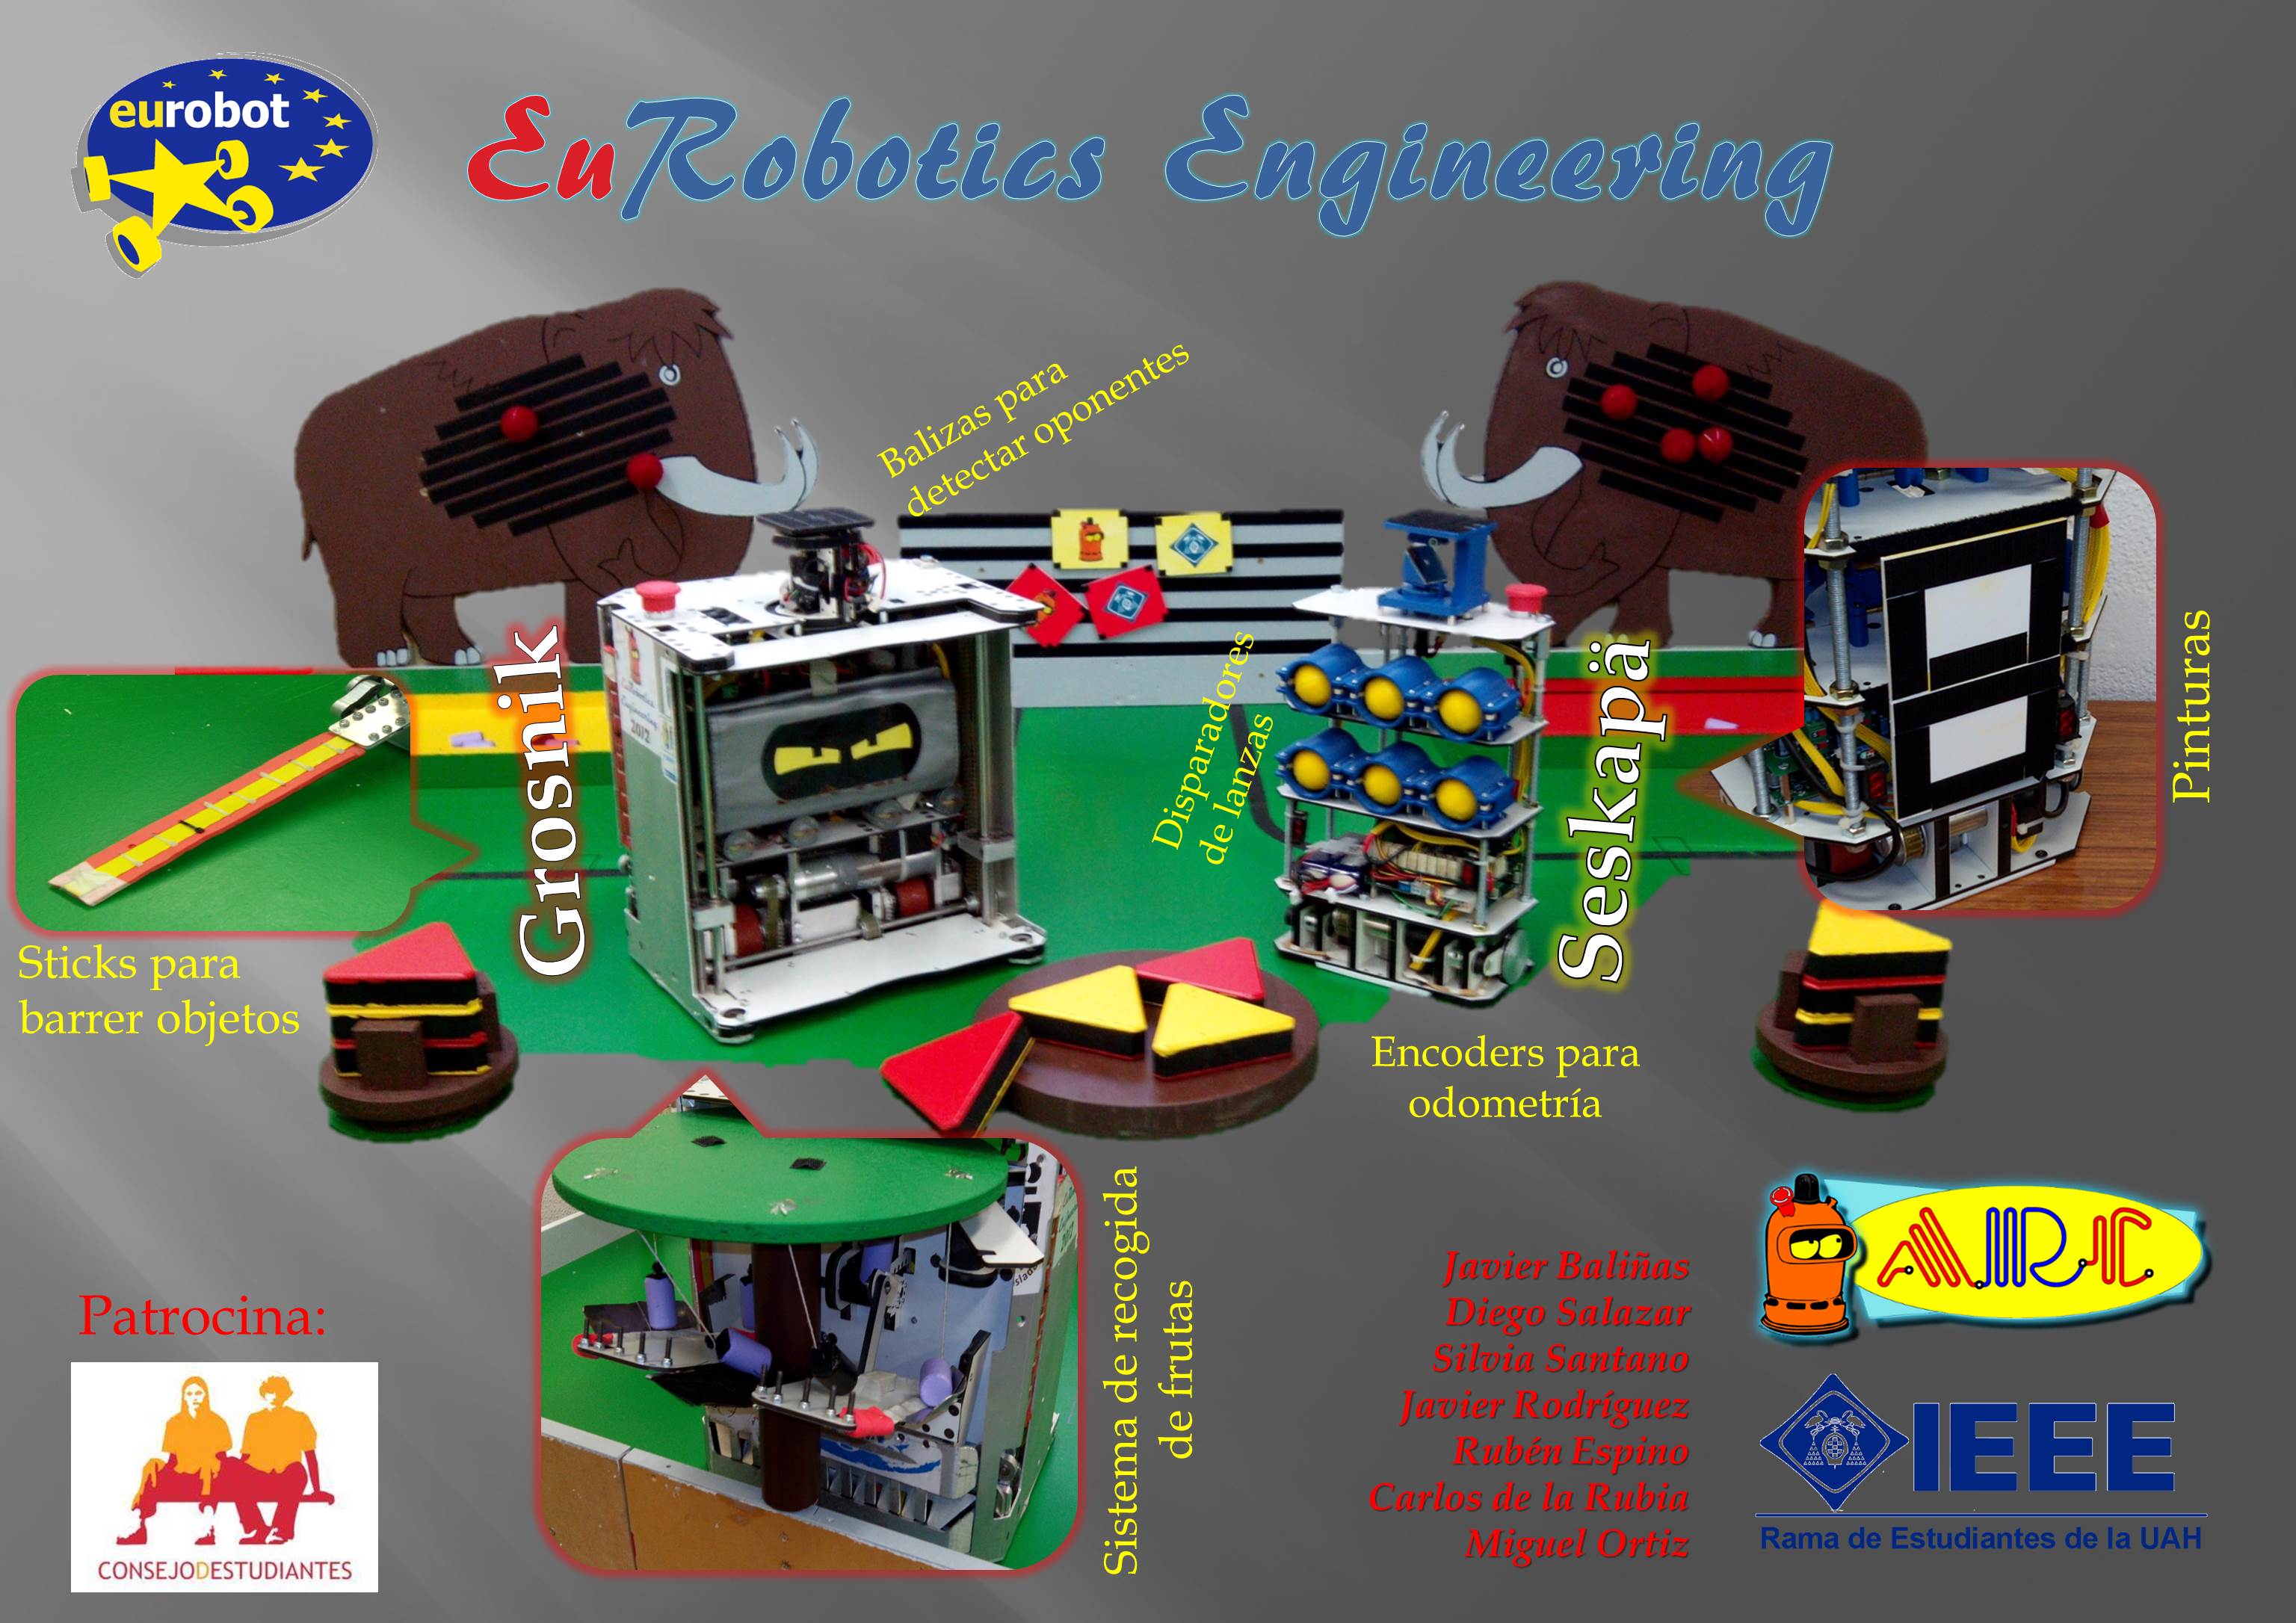 eurobot
EuRobotics Engineering
Balizas para
detectar oponentes
Grosnik
Disparadores
de lanzas
Seskapä
Pinturas
Sticks para
barrer objetos
Encoders para
odometría
Sistema de recogida
de frutas
Patrocina:
CONSEJODESTUDIANTES
Javier Baliñas
Diego Salazar
Silvia Santano
Javier Rodríguez
Rubén Espino
Carlos de la Rubia
Miguel Ortiz
IEEE
Rama de Estudiantes de la UAH